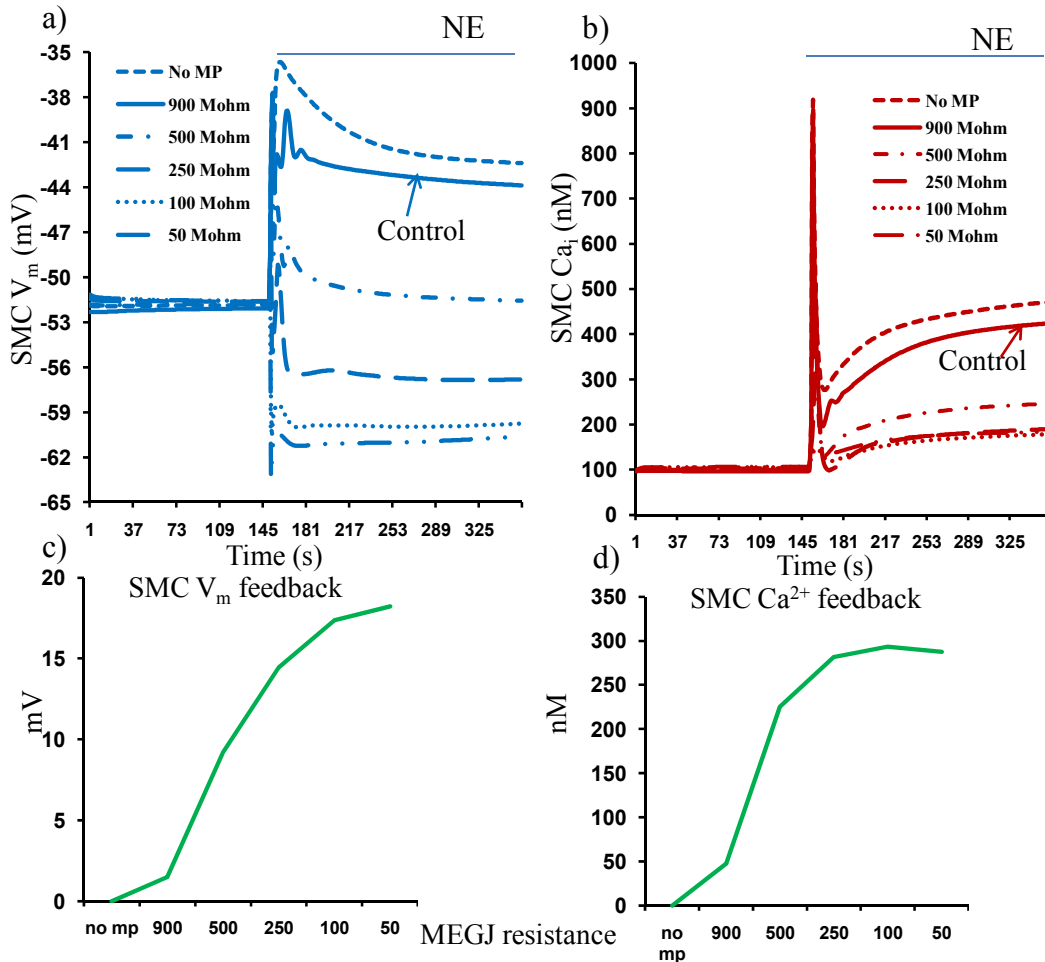 a)
NE
-35
-38
-41
-44
-47
-50
-53
-56
-59
-62
-65
SMC Vm (mV)
No MP
900 Mohm
500 Mohm
250 Mohm
100 Mohm
50 Mohm
Control
1 37 73 109 145 181 217 253 289 325
Time (s)
b)
NE
1000
900
800
700
600
500
400
300
200
100
0
SMC Cai (nM)
No MP
900 Mohm
500 Mohm
250 Mohm
100 Mohm
50 Mohm
Control
1 37 73 109 145 181 217 253 289 325
Time (s)
c)
SMC Vm feedback
20
15
10
5
0
mV
no mp 900 500 250 100 50
MEGJ resistance
d)
SMC Ca2+ feedback
350
300
250
200
150
100
50
0
nM
no mp 900 500 250 100 50